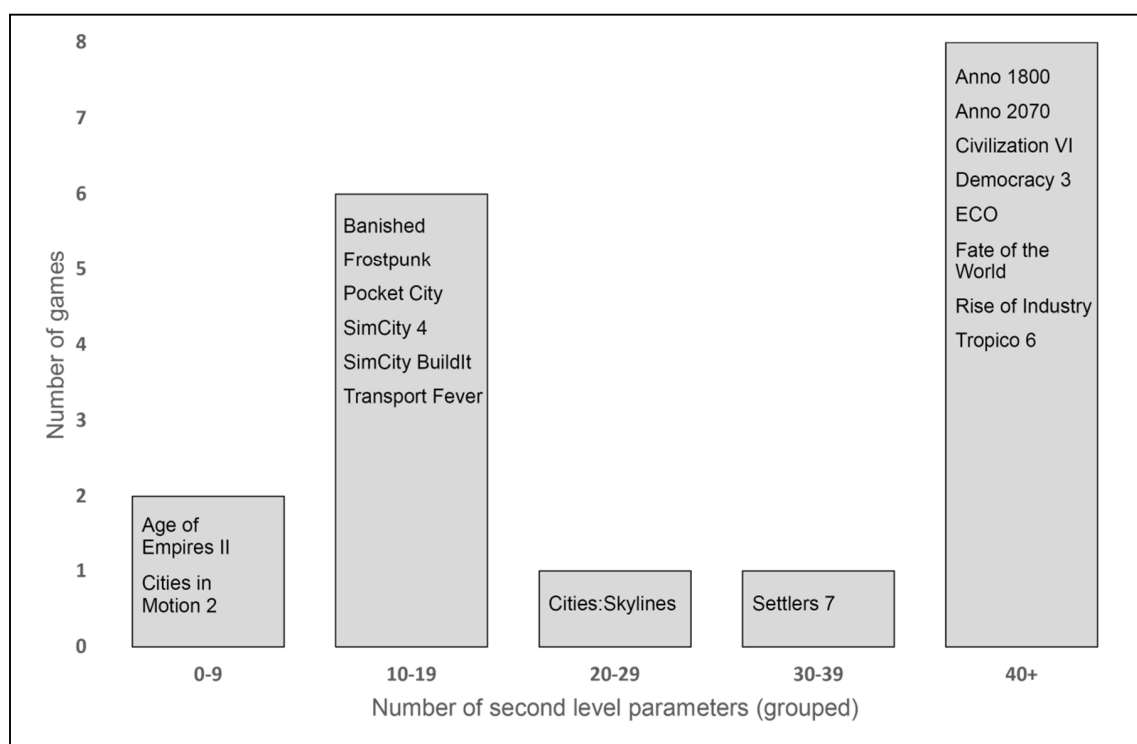 8
7
6
5
4
3
2
1
0
Number of games
Age of
Empires II
Cities in
Motion 2
Banished
Frostpunk
Pocket City
SimCity 4
SimCity BuildIt
Transport Fever
Cities:Skylines
Settlers 7
Anno 1800
Anno 2070
Civilization VI
Democracy 3
ECO
Fate of the
World
Rise of Industry
Tropico 6
0-9
10-19
20-29
30-39
40+
Number of second level parameters (grouped)